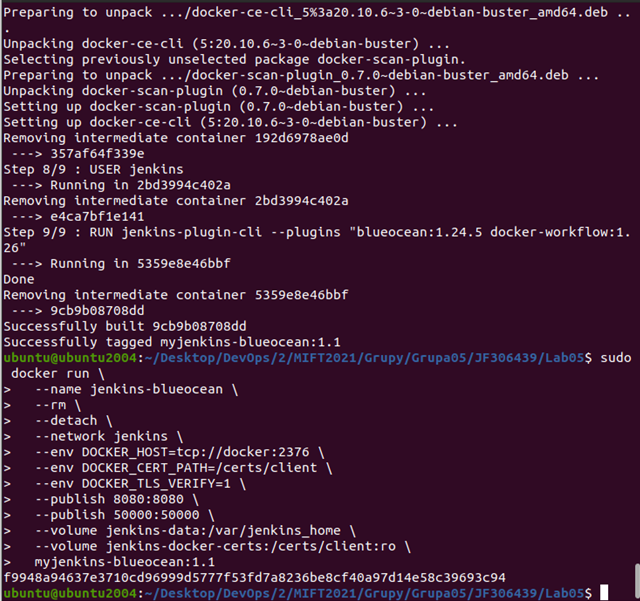 Preparing to unpack .../docker-ce-cli_5%3a20.10.6~3-0~debian-buster_amd64.deb ..
.
Unpacking docker-ce-cli (5:20.10.6~3-0~debian-buster) ...
Selecting previously unselected package docker-scan-plugin.
Preparing to unpack .../docker-scan-plugin_0.7.0~debian-buster_amd64.deb ...
Unpacking docker-scan-plugin (0.7.0~debian-buster) ...
Setting up docker-scan-plugin (0.7.0~debian-buster) ...
Setting up docker-ce-cli (5:20.10.6~3-0~debian-buster) ...
Removing intermediate container 192d6978ae0d
 ---> 357af64f339e
Step 8/9 : USER jenkins
 ---> Running in 2bd3994c402a
Removing intermediate container 2bd3994c402a
 ---> e4ca7bf1e141
Step 9/9 : RUN jenkins-plugin-cli --plugins "blueocean:1.24.5 docker-workflow:1.
26"
 ---> Running in 5359e8e46bbf
Done
Removing intermediate container 5359e8e46bbf
 ---> 9cb9b08708dd
Successfully built 9cb9b08708dd
Successfully tagged myjenkins-blueocean:1.1
ubuntu@ubuntu2004:~/Desktop/DevOps/2/MIFT2021/Grupy/Grupa05/JF306439/Lab05$ sudo
 docker run \
>   --name jenkins-blueocean \
>   --rm \
>   --detach \
>   --network jenkins \
>   --env DOCKER_HOST=tcp://docker:2376 \
>   --env DOCKER_CERT_PATH=/certs/client \
>   --env DOCKER_TLS_VERIFY=1 \
>   --publish 8080:8080 \
>   --publish 50000:50000 \
>   --volume jenkins-data:/var/jenkins_home \
>   --volume jenkins-docker-certs:/certs/client:ro \
>   myjenkins-blueocean:1.1
f9948a94637e3710cd96999d5777f53fd7a8236be8cf40a97d14e58c39693c94
ubuntu@ubuntu2004:~/Desktop/DevOps/2/MIFT2021/Grupy/Grupa05/JF306439/Lab05$